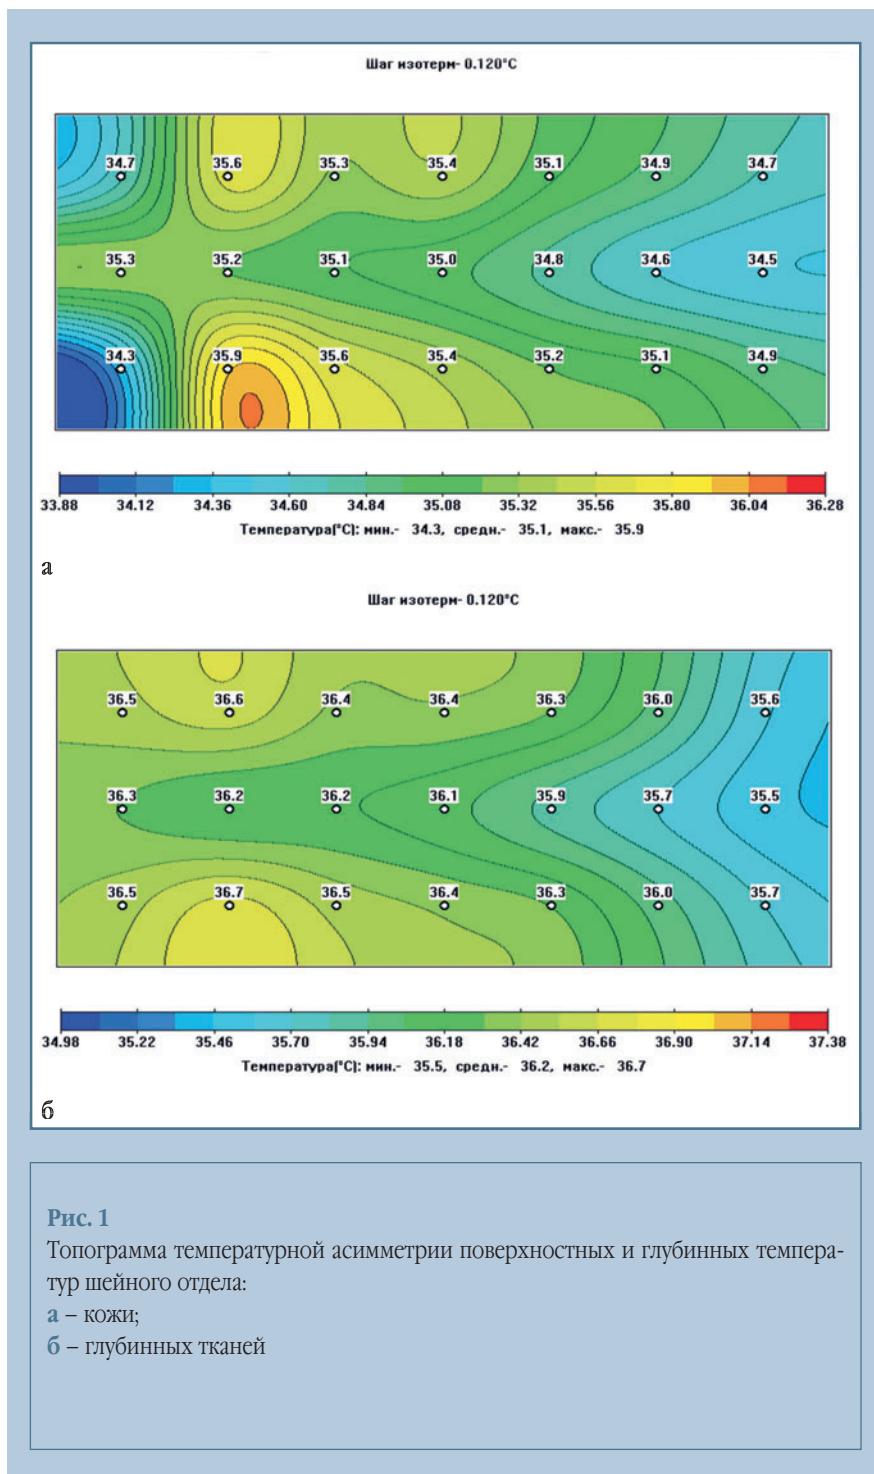 Шаг изотерм- 0.120°C
34.7 35.6 35.3 35.4 35.1 34.9 34.7
35.3 35.2 35.1 35.0 34.8 34.6 34.5
34.3 35.9 35.6 35.4 35.2 35.1 34.9
33.88 34.12 34.36 34.60 34.84 35.08 35.32 35.56 35.80 36.04 36.28
Температура(°C): мин.- 34.3, средн.- 35.1, макс.- 35.9
а
Шаг изотерм- 0.120°C
36.5 36.6 36.4 36.4 36.3 36.0 35.6
36.3 36.2 36.2 36.1 35.9 35.7 35.5
36.5 36.7 36.5 36.4 36.3 36.0 35.7
34.98 35.22 35.46 35.70 35.94 36.18 36.42 36.66 36.90 37.14 37.38
Температура(°C): мин.- 35.5, средн.- 36.2, макс.- 36.7
б
Рис. 1
Топограмма температурной асимметрии поверхностных и глубинных темпера-
тур шейного отдела:
а – кожи;
б – глубинных тканей